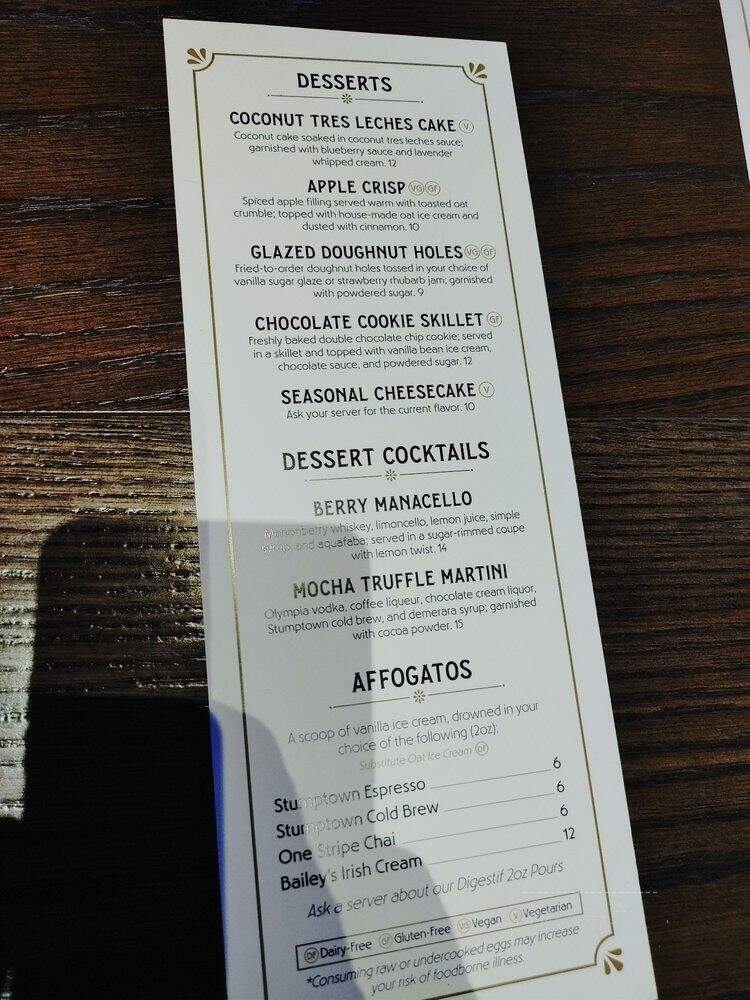 DESSERTS
COCONUT TRES LECHES CAKE V
Coconut cake soaked in coconut tres leches sauce;
garnished with blueberry sauce and lavender
whipped cream. 12
APPLE CRISP VG GF
Spiced apple filling served warm with toasted oat
crumble; topped with house-made oat ice cream and
dusted with cinnamon. 10
GLAZED DOUGHNUT HOLES VG GF
Fried-to-order doughnut holes tossed in your choice of
vanilla sugar glaze or strawberry rhubarb jam; garnished
with powdered sugar. 9
CHOCOLATE COOKIE SKILLET GF
Freshly baked double chocolate chip cookie; served
in a skillet and topped with vanilla bean ice cream,
chocolate sauce, and powdered sugar. 12
SEASONAL CHEESECAKE V
Ask your server for the current flavor. 10
DESSERT COCKTAILS
BERRY MANACELLO
whiskey, limoncello, lemon juice, simple
syrup, and aquafaba; served in a sugar-rimmed coupe
with lemon twist. 14
MOCHA TRUFFLE MARTINI
Olympia vodka, coffee liqueur, chocolate cream liquor,
Stumptown cold brew, and demerara syrup; garnished
with cocoa powder. 15
AFFOGATOS
A scoop of vanilla ice cream, drowned in your
choice of the following (2oz):
Substitute Oat Ice Cream DF
Stumptown Espresso 6
Stumptown Cold Brew 6
One Stripe Chai 6
Bailey's Irish Cream 12
Ask a server about our Digestif 2oz Pours
DF Dairy-Free GF Gluten-Free VG Vegan V Vegetarian
*Consuming raw or undercooked eggs may increase
your risk of foodborne illness.